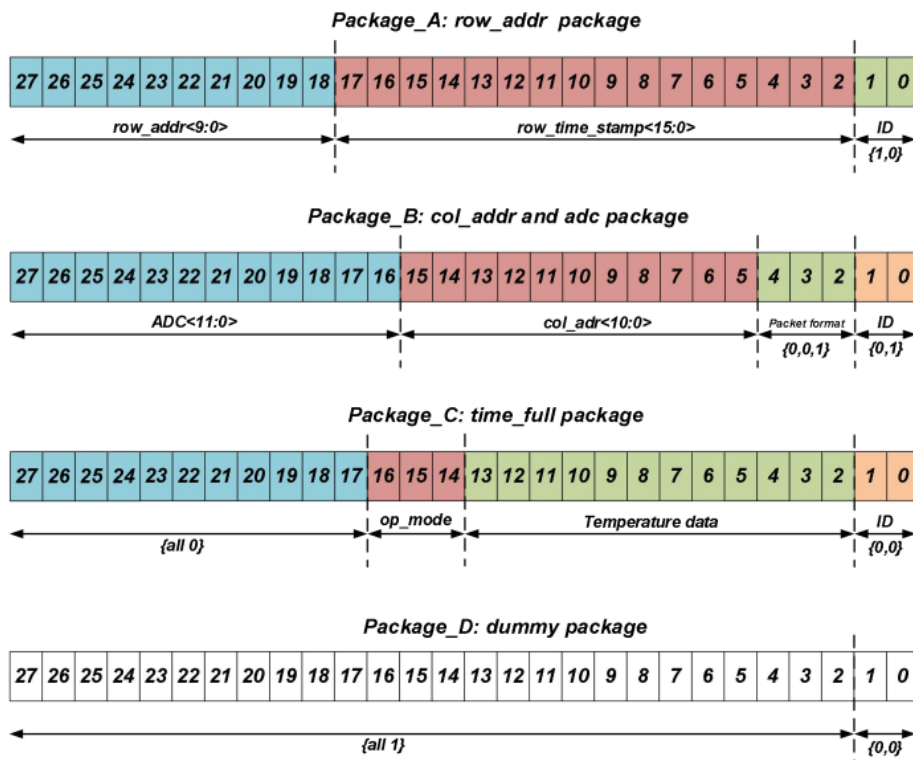 Package_A: row_addr package
27 26 25 24 23 22 21 20 19 18 17 16 15 14 13 12 11 10 9 8 7 6 5 4 3 2 1 0
row_addr<9:0> row_time_stamp<15:0> ID
{1,0}
Package_B: col_addr and adc package
27 26 25 24 23 22 21 20 19 18 17 16 15 14 13 12 11 10 9 8 7 6 5 4 3 2 1 0
ADC<11:0> col_adr<10:0> Packet format ID
{0,0,1} {0,1}
Package_C: time_full package
27 26 25 24 23 22 21 20 19 18 17 16 15 14 13 12 11 10 9 8 7 6 5 4 3 2 1 0
op_mode Temperature data ID
{all 0} {0,0}
Package_D: dummy package
27 26 25 24 23 22 21 20 19 18 17 16 15 14 13 12 11 10 9 8 7 6 5 4 3 2 1 0
{all 1} {0,0}